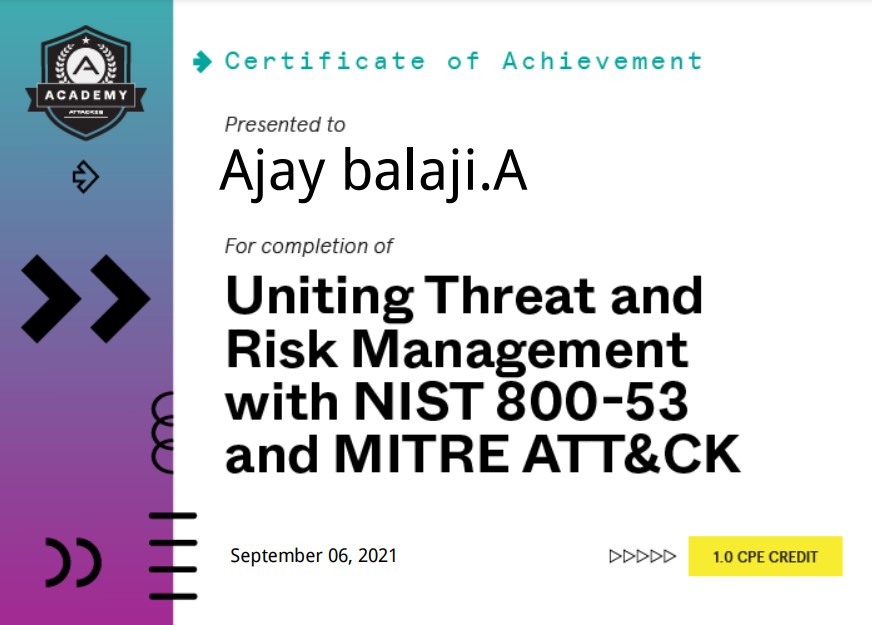 A
ACADEMY
ATTACKIQ
Certificate of Achievement
Presented to
Ajay balaji.A
For completion of
Uniting Threat and
Risk Management
with NIST 800-53
and MITRE ATT&CK
September 06, 2021
1.0 CPE CREDIT